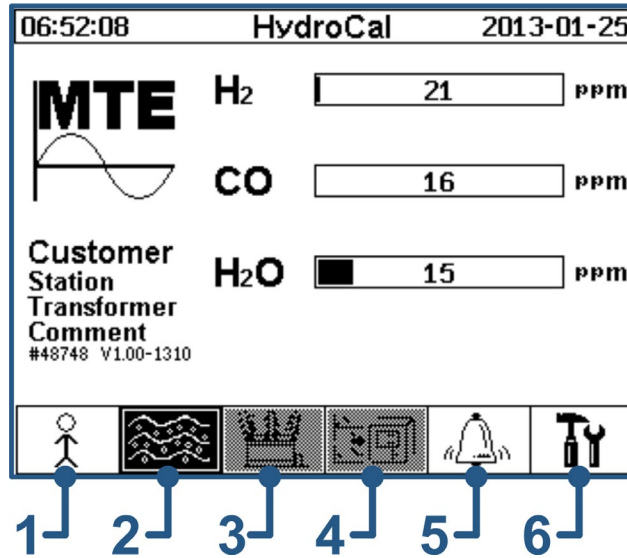 06:52:08 HydroCal 2013-01-25
MTE
H₂ 21 ppm
CO 16 ppm
H₂O 15 ppm
Customer
Station
Transformer
Comment
#48748 V1.00-1310
1 2 3 4 5 6